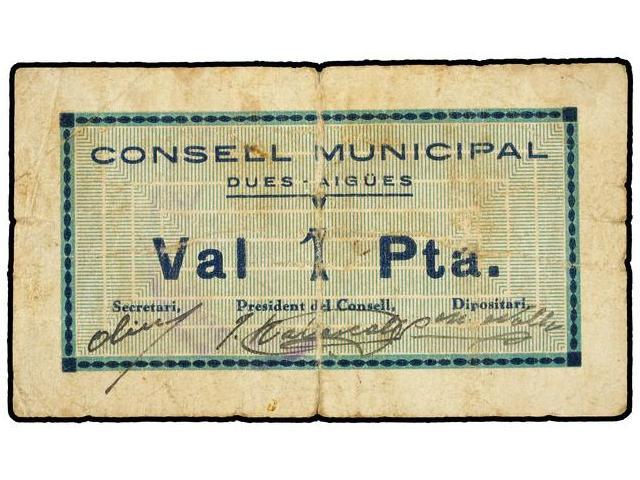 CONSELL MUNICIPAL
DUES-AIGÜES
Val 1 Pta.
Secretari, President del Consell, Dipositari,